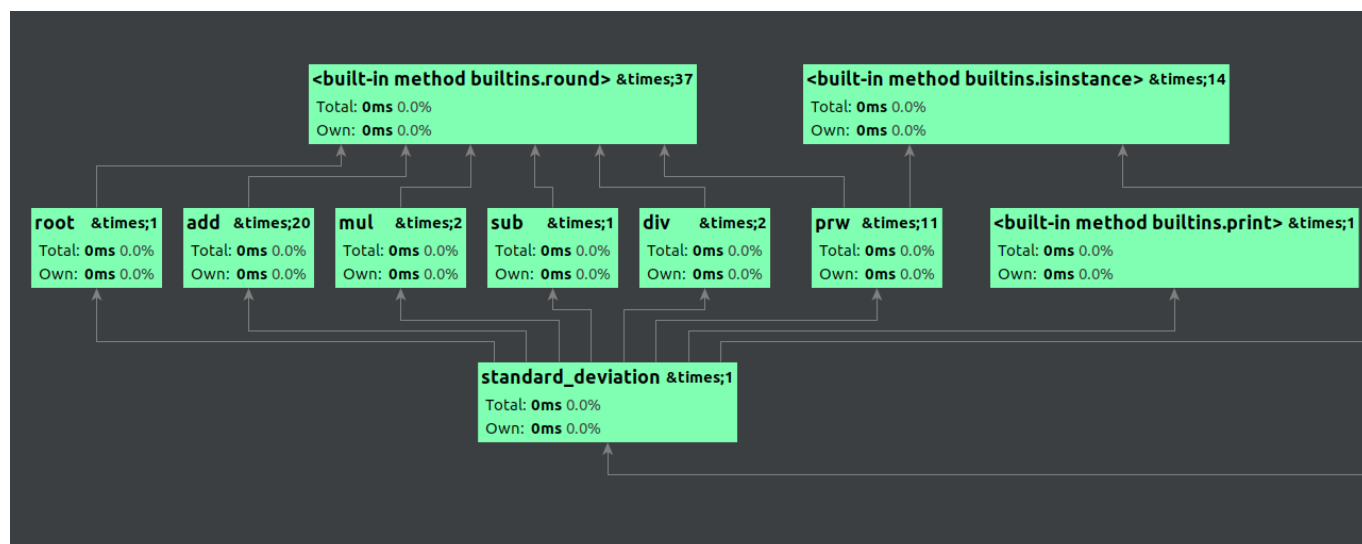 <built-in method builtins.round> &times;37
Total: 0ms 0.0%
Own: 0ms 0.0%
<built-in method builtins.isinstance> &times;14
Total: 0ms 0.0%
Own: 0ms 0.0%
root &times;1
Total: 0ms 0.0%
Own: 0ms 0.0%
add &times;20
Total: 0ms 0.0%
Own: 0ms 0.0%
mul &times;2
Total: 0ms 0.0%
Own: 0ms 0.0%
sub &times;1
Total: 0ms 0.0%
Own: 0ms 0.0%
div &times;2
Total: 0ms 0.0%
Own: 0ms 0.0%
prw &times;11
Total: 0ms 0.0%
Own: 0ms 0.0%
<built-in method builtins.print> &times;1
Total: 0ms 0.0%
Own: 0ms 0.0%
standard_deviation &times;1
Total: 0ms 0.0%
Own: 0ms 0.0%